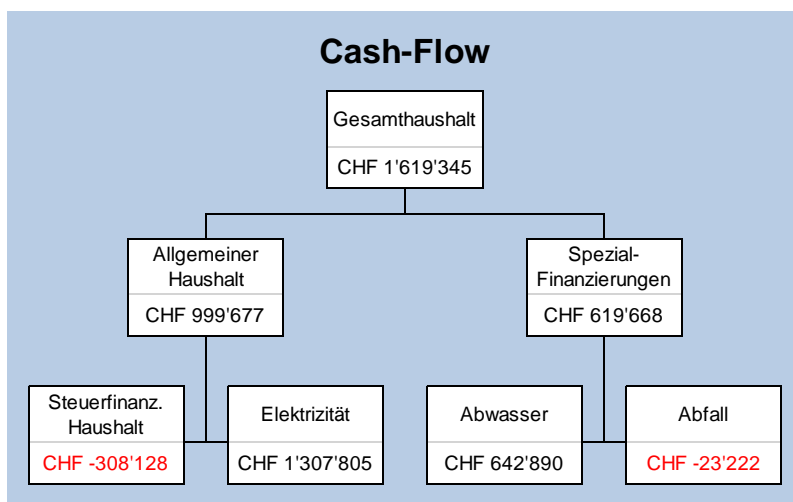 Cash-Flow
Gesamthaushalt
CHF 1'619'345
Allgemeiner
Haushalt
CHF 999'677
Spezial-
Finanzierungen
CHF 619'668
Steuerfinanz.
Haushalt
CHF -308'128
Elektrizität
CHF 1'307'805
Abwasser
CHF 642'890
Abfall
CHF -23'222